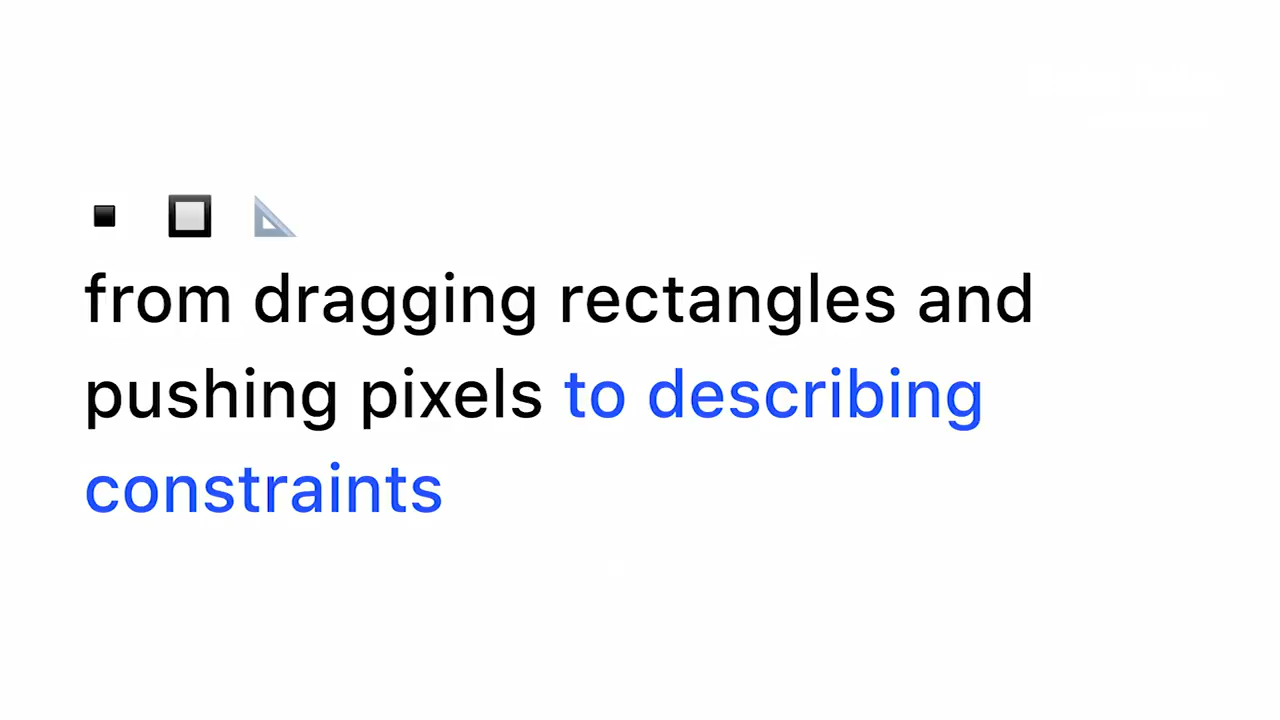 from dragging rectangles and
pushing pixels to describing
constraints